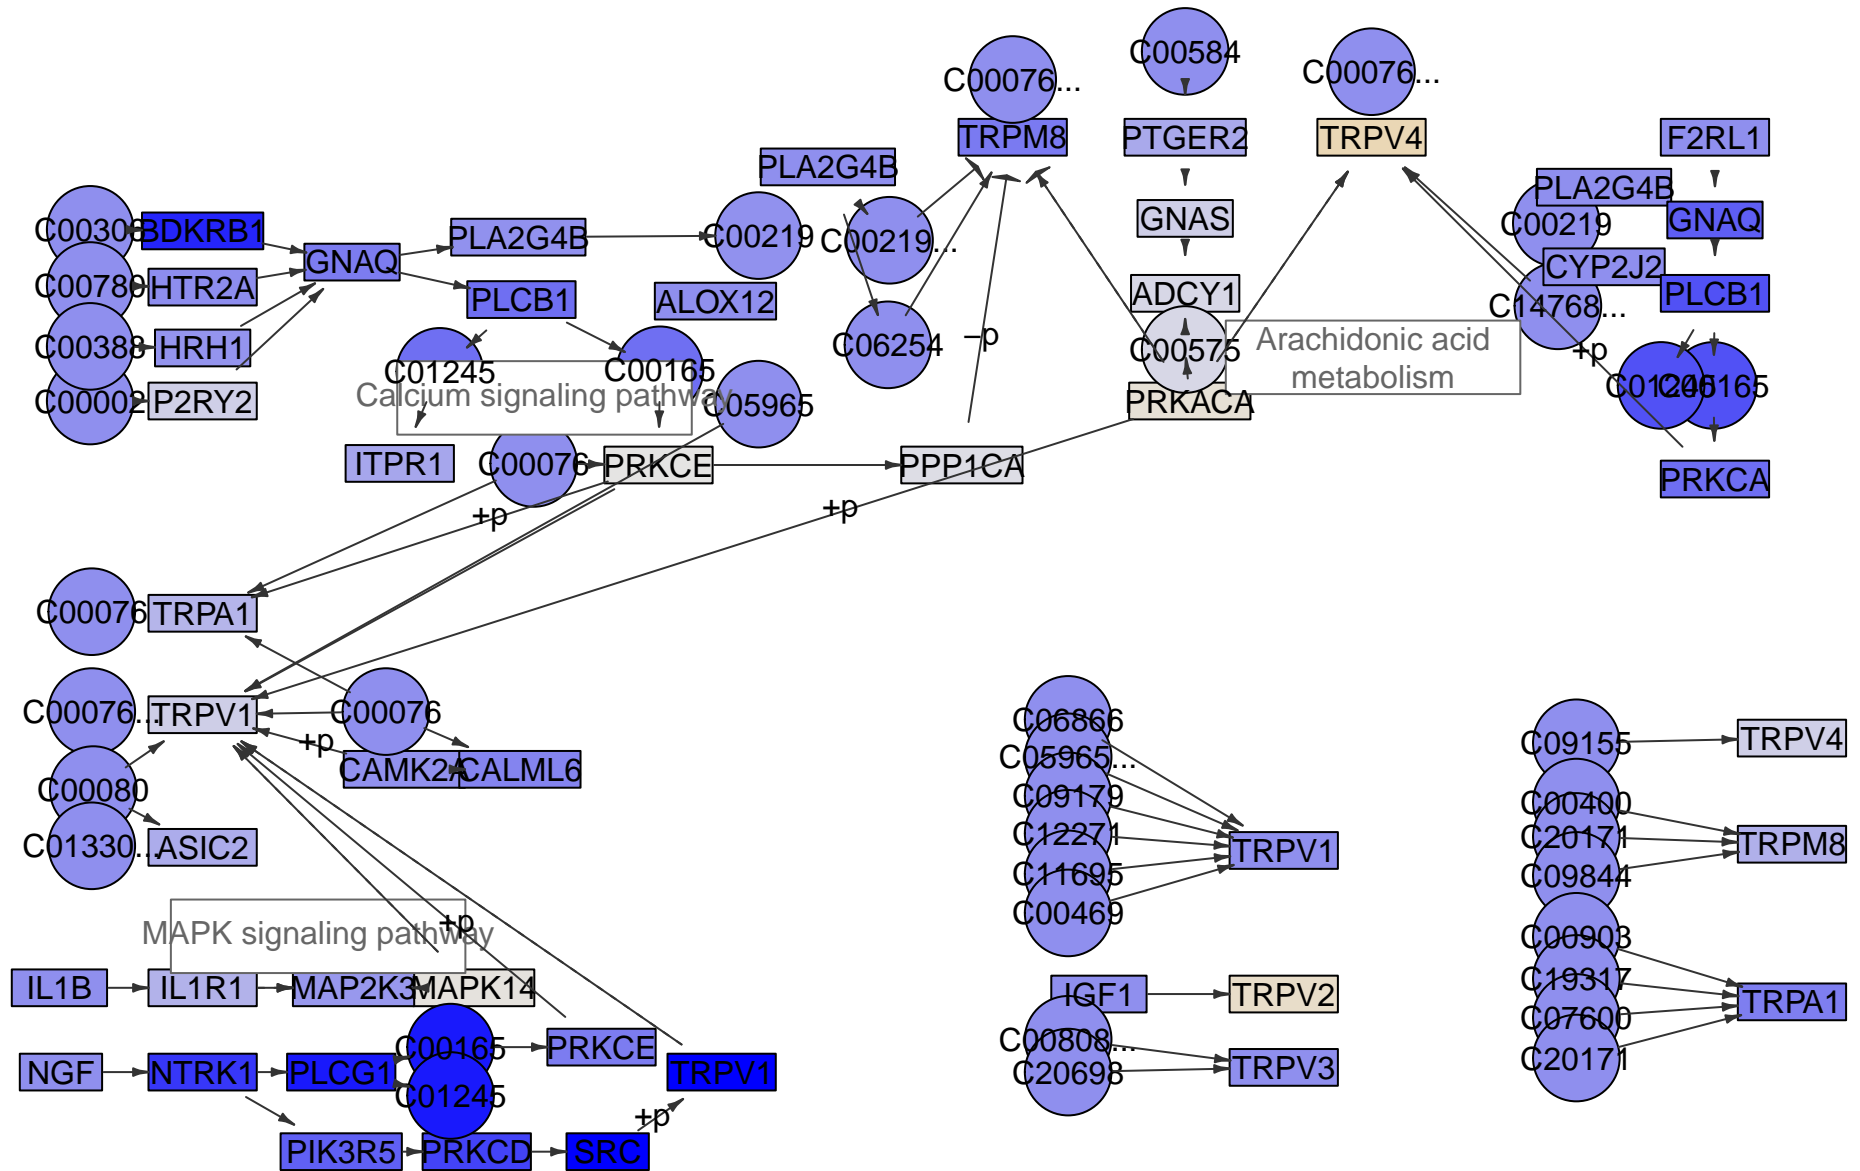 C00584
C00076...
C00076...
TRPM8
PTGER2
TRPV4
F2RL1
PLA2G4B
PLA2G4B
C00219
GNAS
GNAQ
BDKRB1
PLA2G4B
C00219
C00219...
GNAQ
CYP2J2
C00780
HTR2A
PLCB1
ALOX12
ADCY1
PLCB1
C14768...
C00388
HRH1
C06254
–p
C00575
Arachidonic acid
metabolism
+p
C01245
C00165
Calcium signaling pathway
C00002
P2RY2
C05965
PRKACA
C01245
C00165
ITPR1
C00076
PRKCE
PPP1CA
PRKCA
+p
+p
C00076
TRPA1
C00076...
TRPV1
C00076
+p
C06866
C05965...
C09155
TRPV4
C00080
CAMK2A
CALML6
C09179
C00400
C01330...
ASIC2
C12271
TRPV1
C20171
TRPM8
C11695
C09844
C00469
MAPK signaling pathway
+p
C00903
IL1B
IL1R1
MAP2K3
MAPK14
IGF1
TRPV2
C19317
TRPA1
C07600
C00165
PRKCE
C00808...
C20171
NGF
NTRK1
PLCG1
TRPV1
C20698
TRPV3
C01245
+p
PIK3R5
PRKCD
SRC